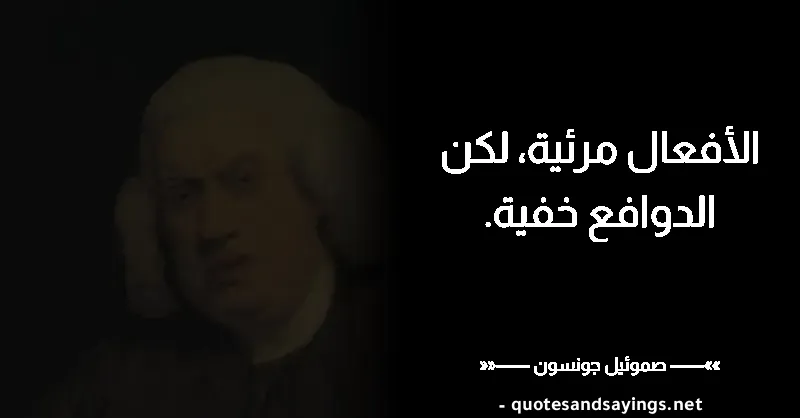 الأفعال مرئية، لكن
الدوافع خفية.
»»—— صموئيل جونسون ——««
- quotesandsayings.net